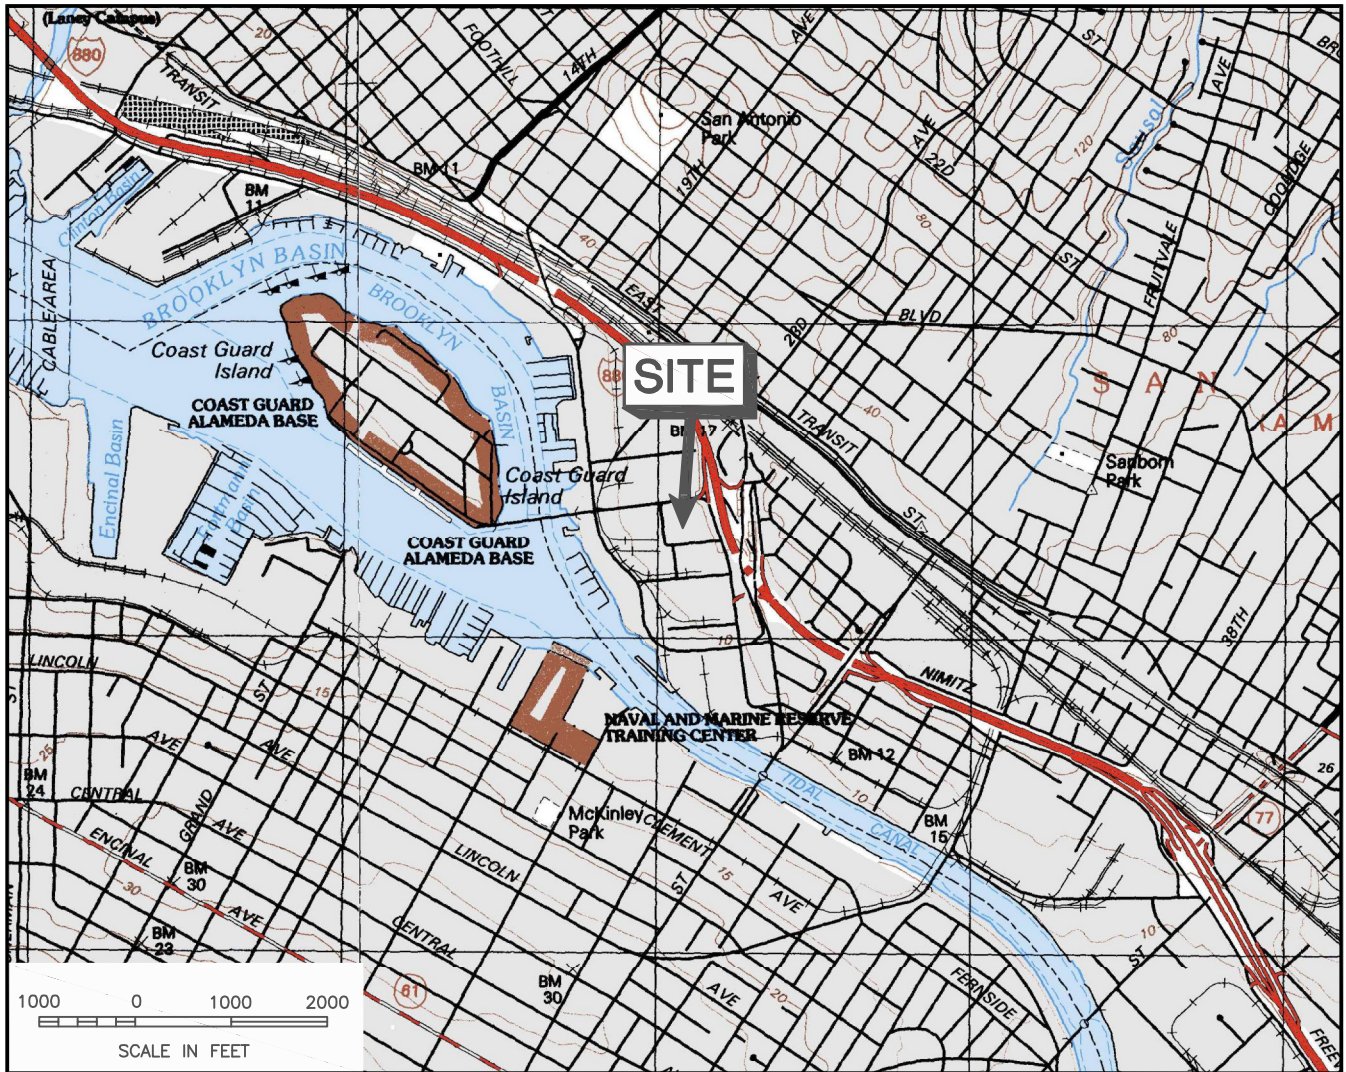 (Laney Campus)
880
TRANSIT
20
FOOTHILL
14TH
AVE
ST
AVE
San Antonio
Park
19TH
AVE
22D
120
Sausal
COOLIDGE
BM 11
BM
11
Clinton Basin
BROOKLYN BASIN
40
80
ST
FRUITVALE
CABLE AREA
BROOKLYN
BASIN
EAST
23D
BLVD
80
Coast Guard
Island
COAST GUARD
ALAMEDA BASE
SITE
S A N
40
TRANSIT
ST
Sanborn
Park
Encinal Basin
Fortmann
Basin
Coast Guard
Island
COAST GUARD
ALAMEDA BASE
10
38TH
LINCOLN
ST
15
ST
NIMITZ
NAVAL AND MARINE RESERVE
TRAINING CENTER
AVE
AVE
25
BM
24
CENTRAL
GRAND
AVE
BM 12
TIDAL
CANAL
10
26
77
McKinley
Park
CLEMENT
BM
15
ENCINAL
LINCOLN
ST
15
AVE
BM
30
30
AVE
BM
23
CENTRAL
10
ST
61
BM
30
AVE
20
FERNSIDE
1000 0 1000 2000
SCALE IN FEET